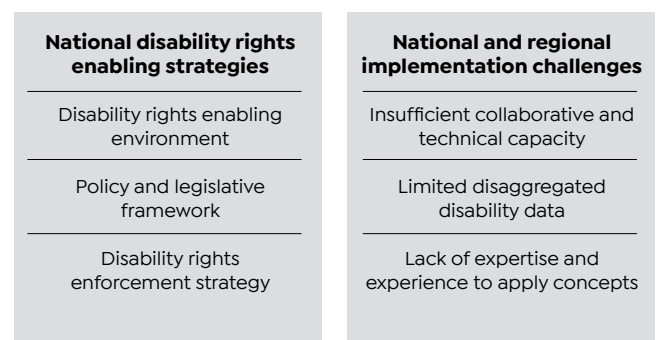 National disability rights
enabling strategies
Disability rights enabling
environment
Policy and legislative
framework
Disability rights
enforcement strategy
National and regional
implementation challenges
Insufficient collaborative and
technical capacity
Limited disaggregated
disability data
Lack of expertise and
experience to apply concepts